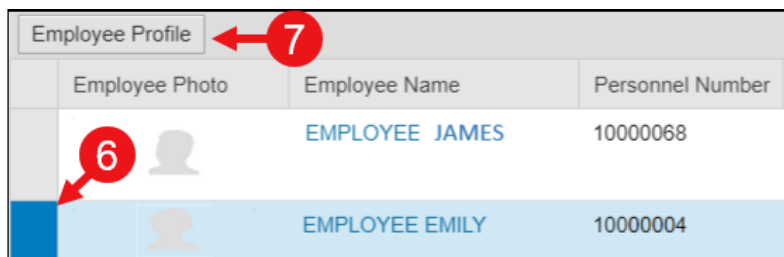 Employee Profile
7
Employee Photo Employee Name Personnel Number
EMPLOYEE JAMES 10000068
6
EMPLOYEE EMILY 10000004